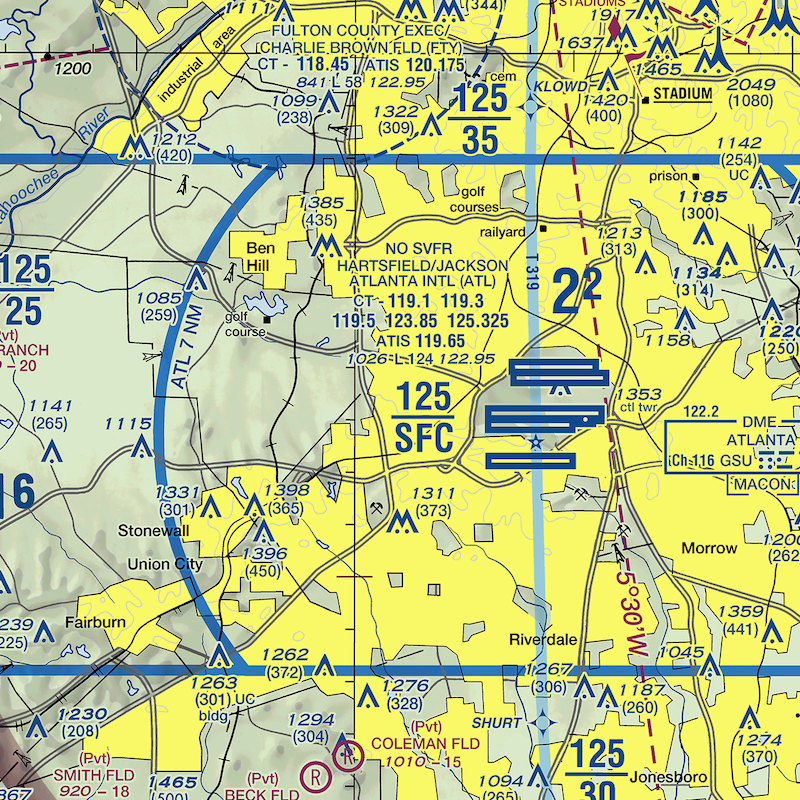 1111
(344)
STADIUMS
1917
1637
FULTON COUNTY EXEC/
CHARLIE BROWN FLD (FTY)
CT - 118.45 ATIS 120.175
841 L 58 122.95
industrial area
1200
1465
2049
(1080)
STADIUM
cem
KLOWD
1420
(400)
1099
(238)
1322
(309)
125
35
River
1212
(420)
1142
(254)
UC
prison
1185
(300)
golf
courses
railyard
1385
(435)
Ben
Hill
NO SVFR
HARTSFIELD/JACKSON
ATLANTA INTL (ATL)
CT - 119.1 119.3
119.5 123.85 125.325
ATIS 119.65
1026 L 124 122.95
T 319
22
1213
(313)
1134
(314)
1158
(250)
125
25
1085
(259)
golf
course
ATL 7 NM
RANCH
- 20
1141
(265)
1115
125
SFC
1353
ctl twr
122.2
DME
ATLANTA
Ch 116 GSU
MACON
16
1331
(301)
1398
(365)
1311
(373)
Stonewall
1396
(450)
Union City
Morrow
(262
5°30'W
Fairburn
239
225)
1359
(441)
Riverdale
1262
(372)
1267
(306)
1045
1263
(301) UC
bldg
1276
(328)
1187
(260)
1230
(208)
1294
(304)
SHURT
(Pvt)
COLEMAN FLD
1010 - 15
1274
(370)
(Pvt)
SMITH FLD
920 - 18
1465
(500)
(Pvt)
BECK FLD
R
R
1094
(265)
125
30
Jonesboro
867